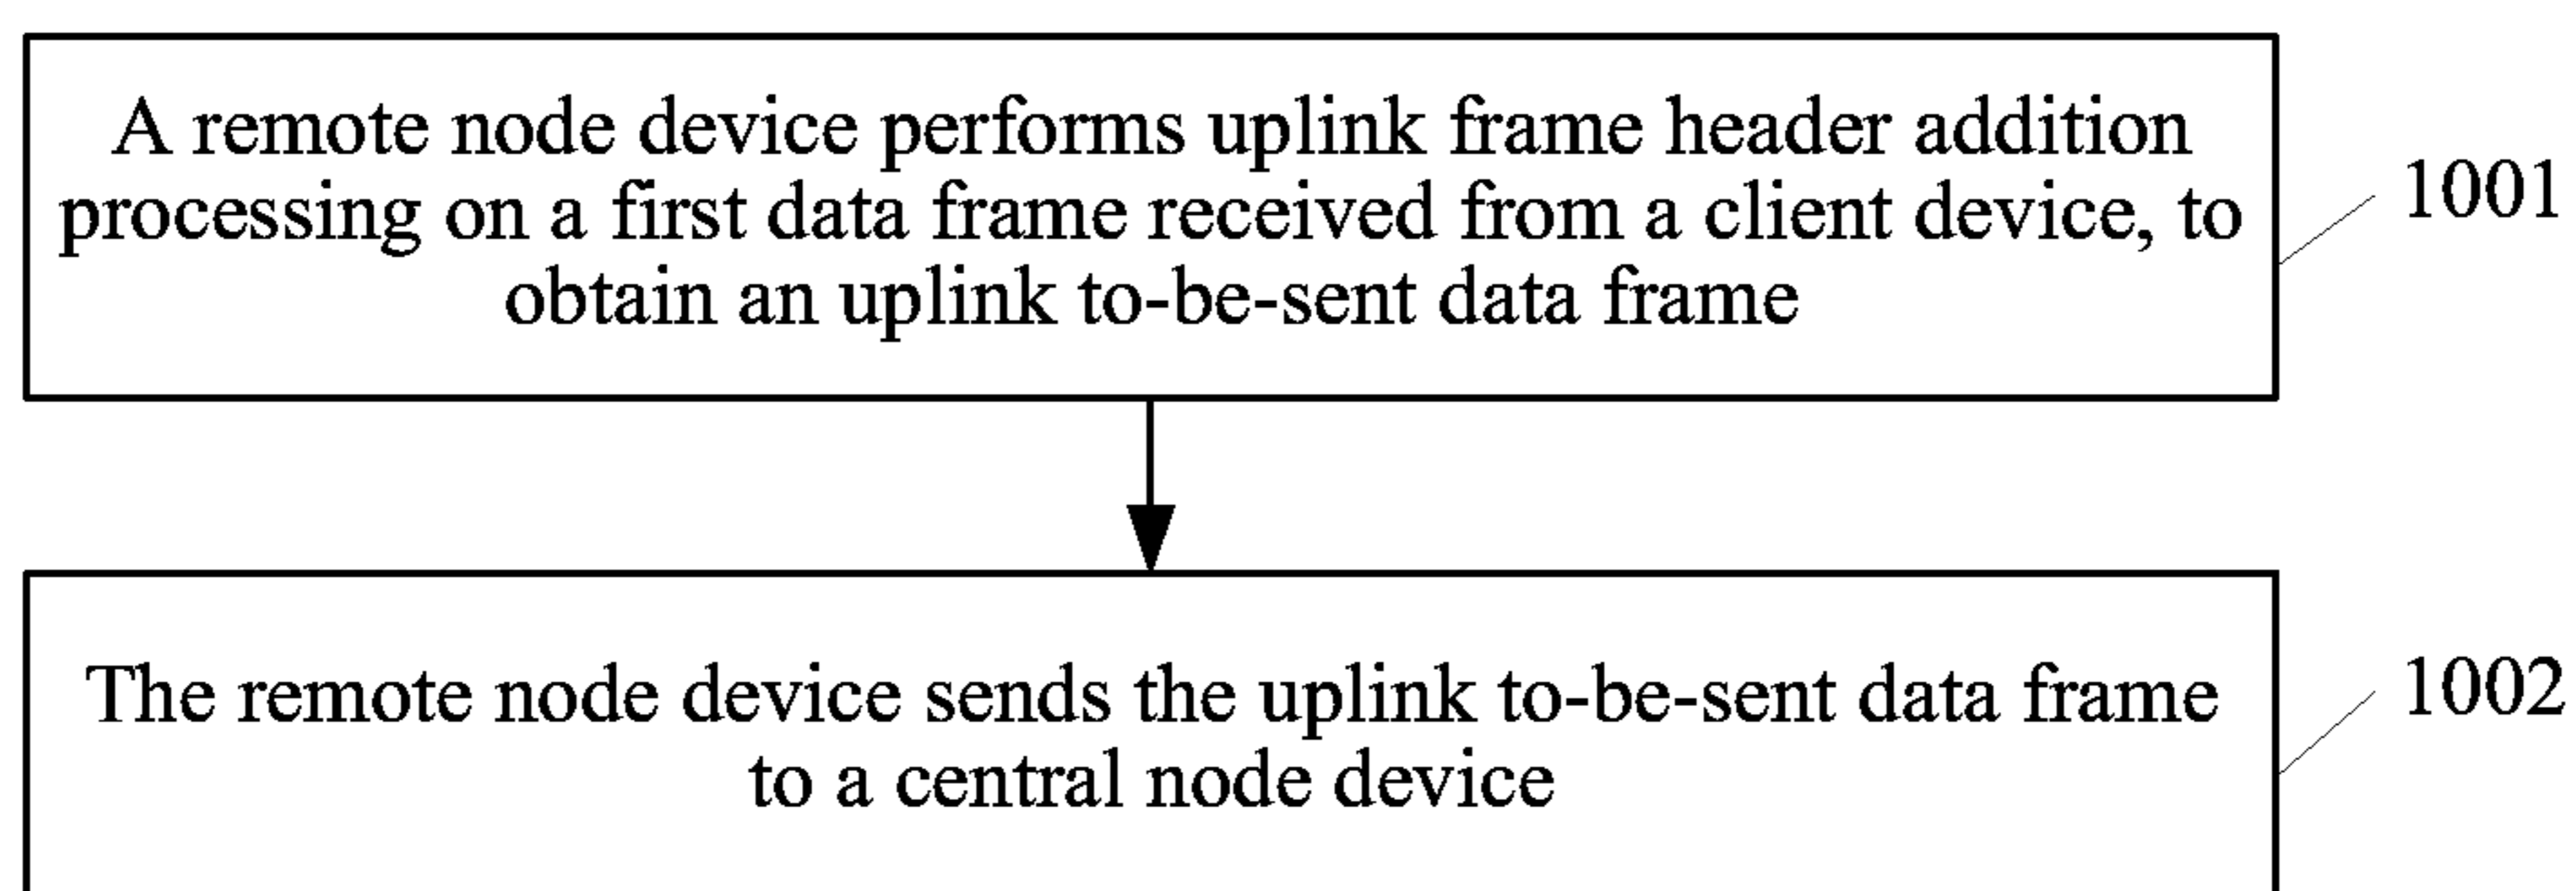 A remote node device performs uplink frame header addition
processing on a first data frame received from a client device, to
obtain an uplink to-be-sent data frame
1001
The remote node device sends the uplink to-be-sent data frame
to a central node device
1002